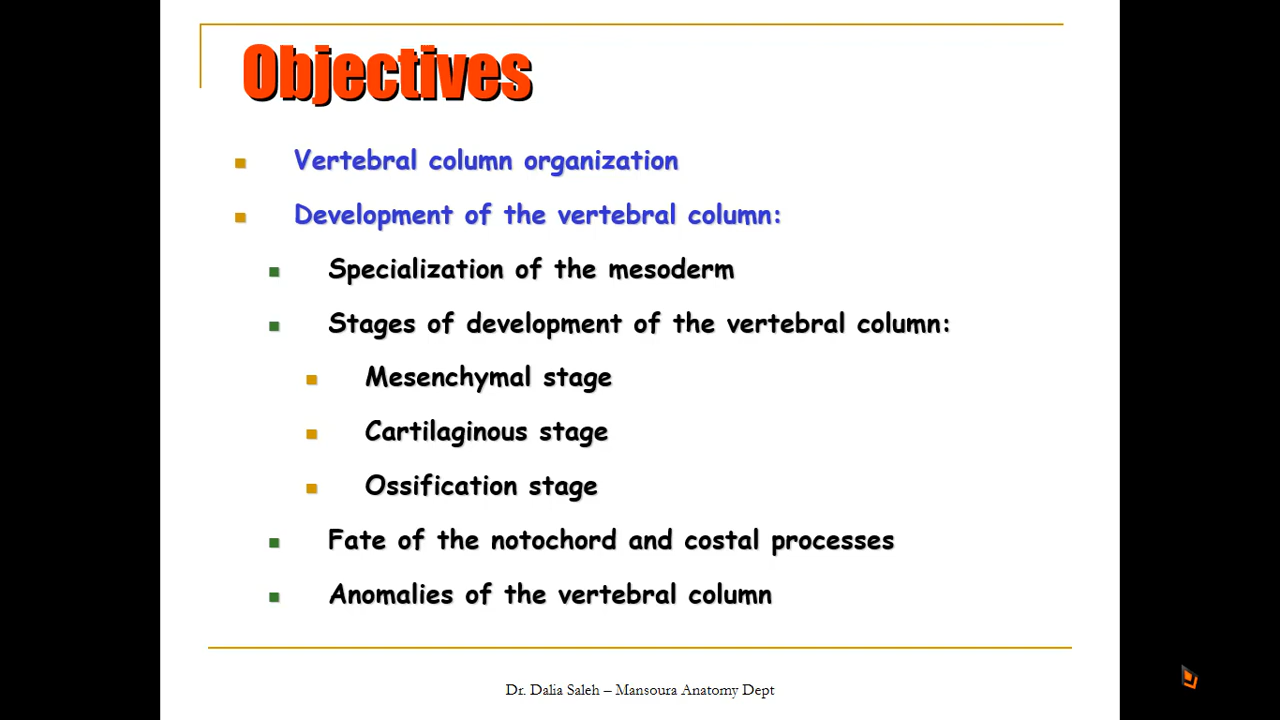 Objectives
Vertebral column organization
Development of the vertebral column:
Specialization of the mesoderm
Stages of development of the vertebral column:
Mesenchymal stage
Cartilaginous stage
Ossification stage
Fate of the notochord and costal processes
Anomalies of the vertebral column
Dr. Dalia Saleh – Mansoura Anatomy Dept